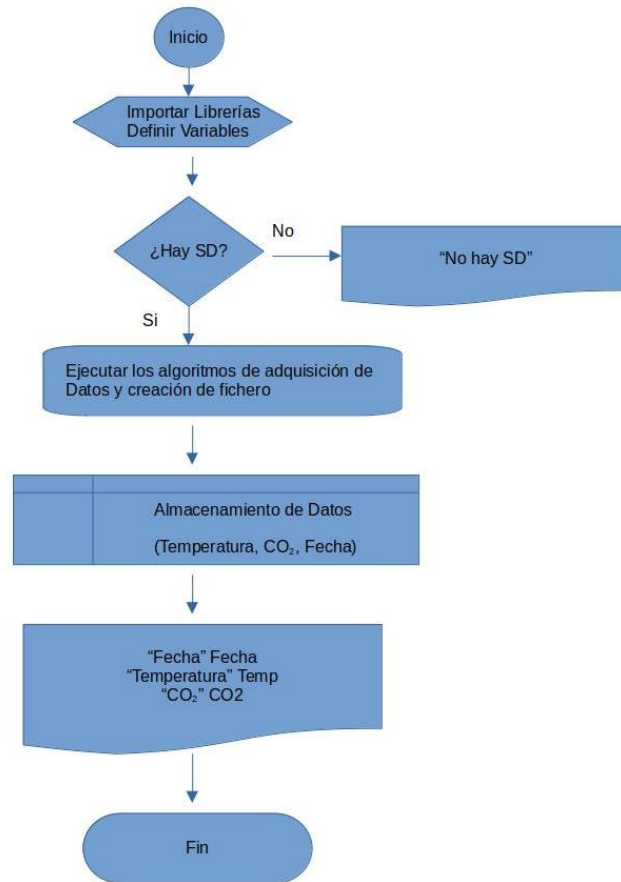 Inicio
Importar Librerías
Definir Variables
¿Hay SD?
No
“No hay SD”
Si
Ejecutar los algoritmos de adquisición de
Datos y creación de fichero
Almacenamiento de Datos
(Temperatura, CO₂, Fecha)
“Fecha” Fecha
“Temperatura” Temp
“CO₂” CO2
Fin